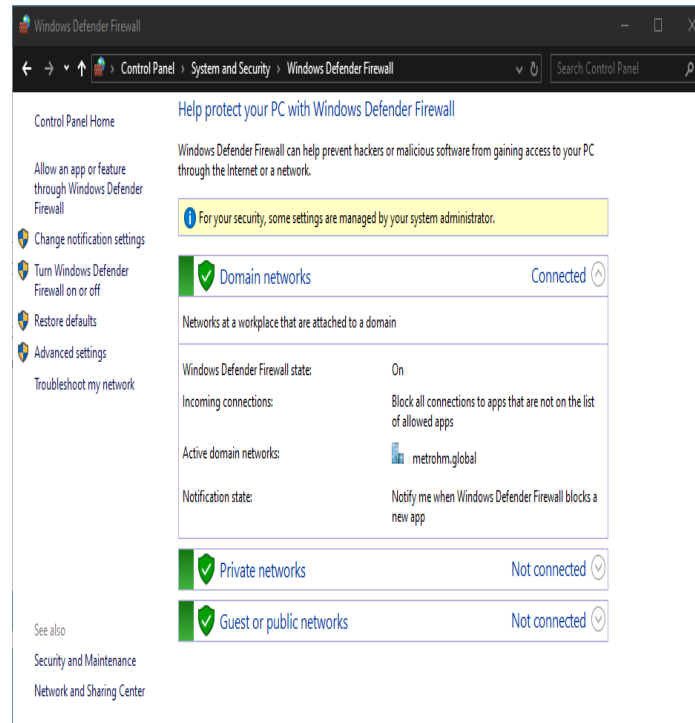 Windows Defender Firewall
Control Panel > System and Security > Windows Defender Firewall
Search Control Panel
Control Panel Home
Allow an app or feature
through Windows Defender
Firewall
Change notification settings
Turn Windows Defender
Firewall on or off
Restore defaults
Advanced settings
Troubleshoot my network
Help protect your PC with Windows Defender Firewall
Windows Defender Firewall can help prevent hackers or malicious software from gaining access to your PC
through the Internet or a network.
For your security, some settings are managed by your system administrator.
Domain networks Connected
Networks at a workplace that are attached to a domain
Windows Defender Firewall state: On
Incoming connections: Block all connections to apps that are not on the list
of allowed apps
Active domain networks: metrohm.global
Notification state: Notify me when Windows Defender Firewall blocks a
new app
Private networks Not connected
Guest or public networks Not connected
See also
Security and Maintenance
Network and Sharing Center